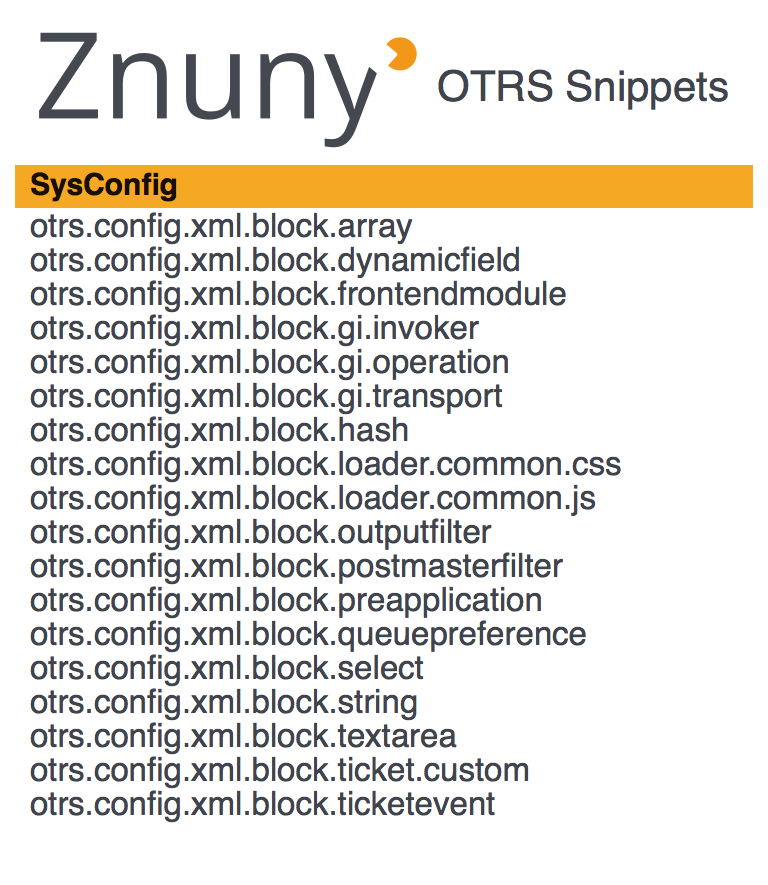 Znuny OTRS Snippets
SysConfig
otrs.config.xml.block.array
otrs.config.xml.block.dynamicfield
otrs.config.xml.block.frontendmodule
otrs.config.xml.block.gi.invoker
otrs.config.xml.block.gi.operation
otrs.config.xml.block.gi.transport
otrs.config.xml.block.hash
otrs.config.xml.block.loader.common.css
otrs.config.xml.block.loader.common.js
otrs.config.xml.block.outputfilter
otrs.config.xml.block.postmasterfilter
otrs.config.xml.block.preapplication
otrs.config.xml.block.queuepreference
otrs.config.xml.block.select
otrs.config.xml.block.string
otrs.config.xml.block.textarea
otrs.config.xml.block.ticket.custom
otrs.config.xml.block.ticketevent